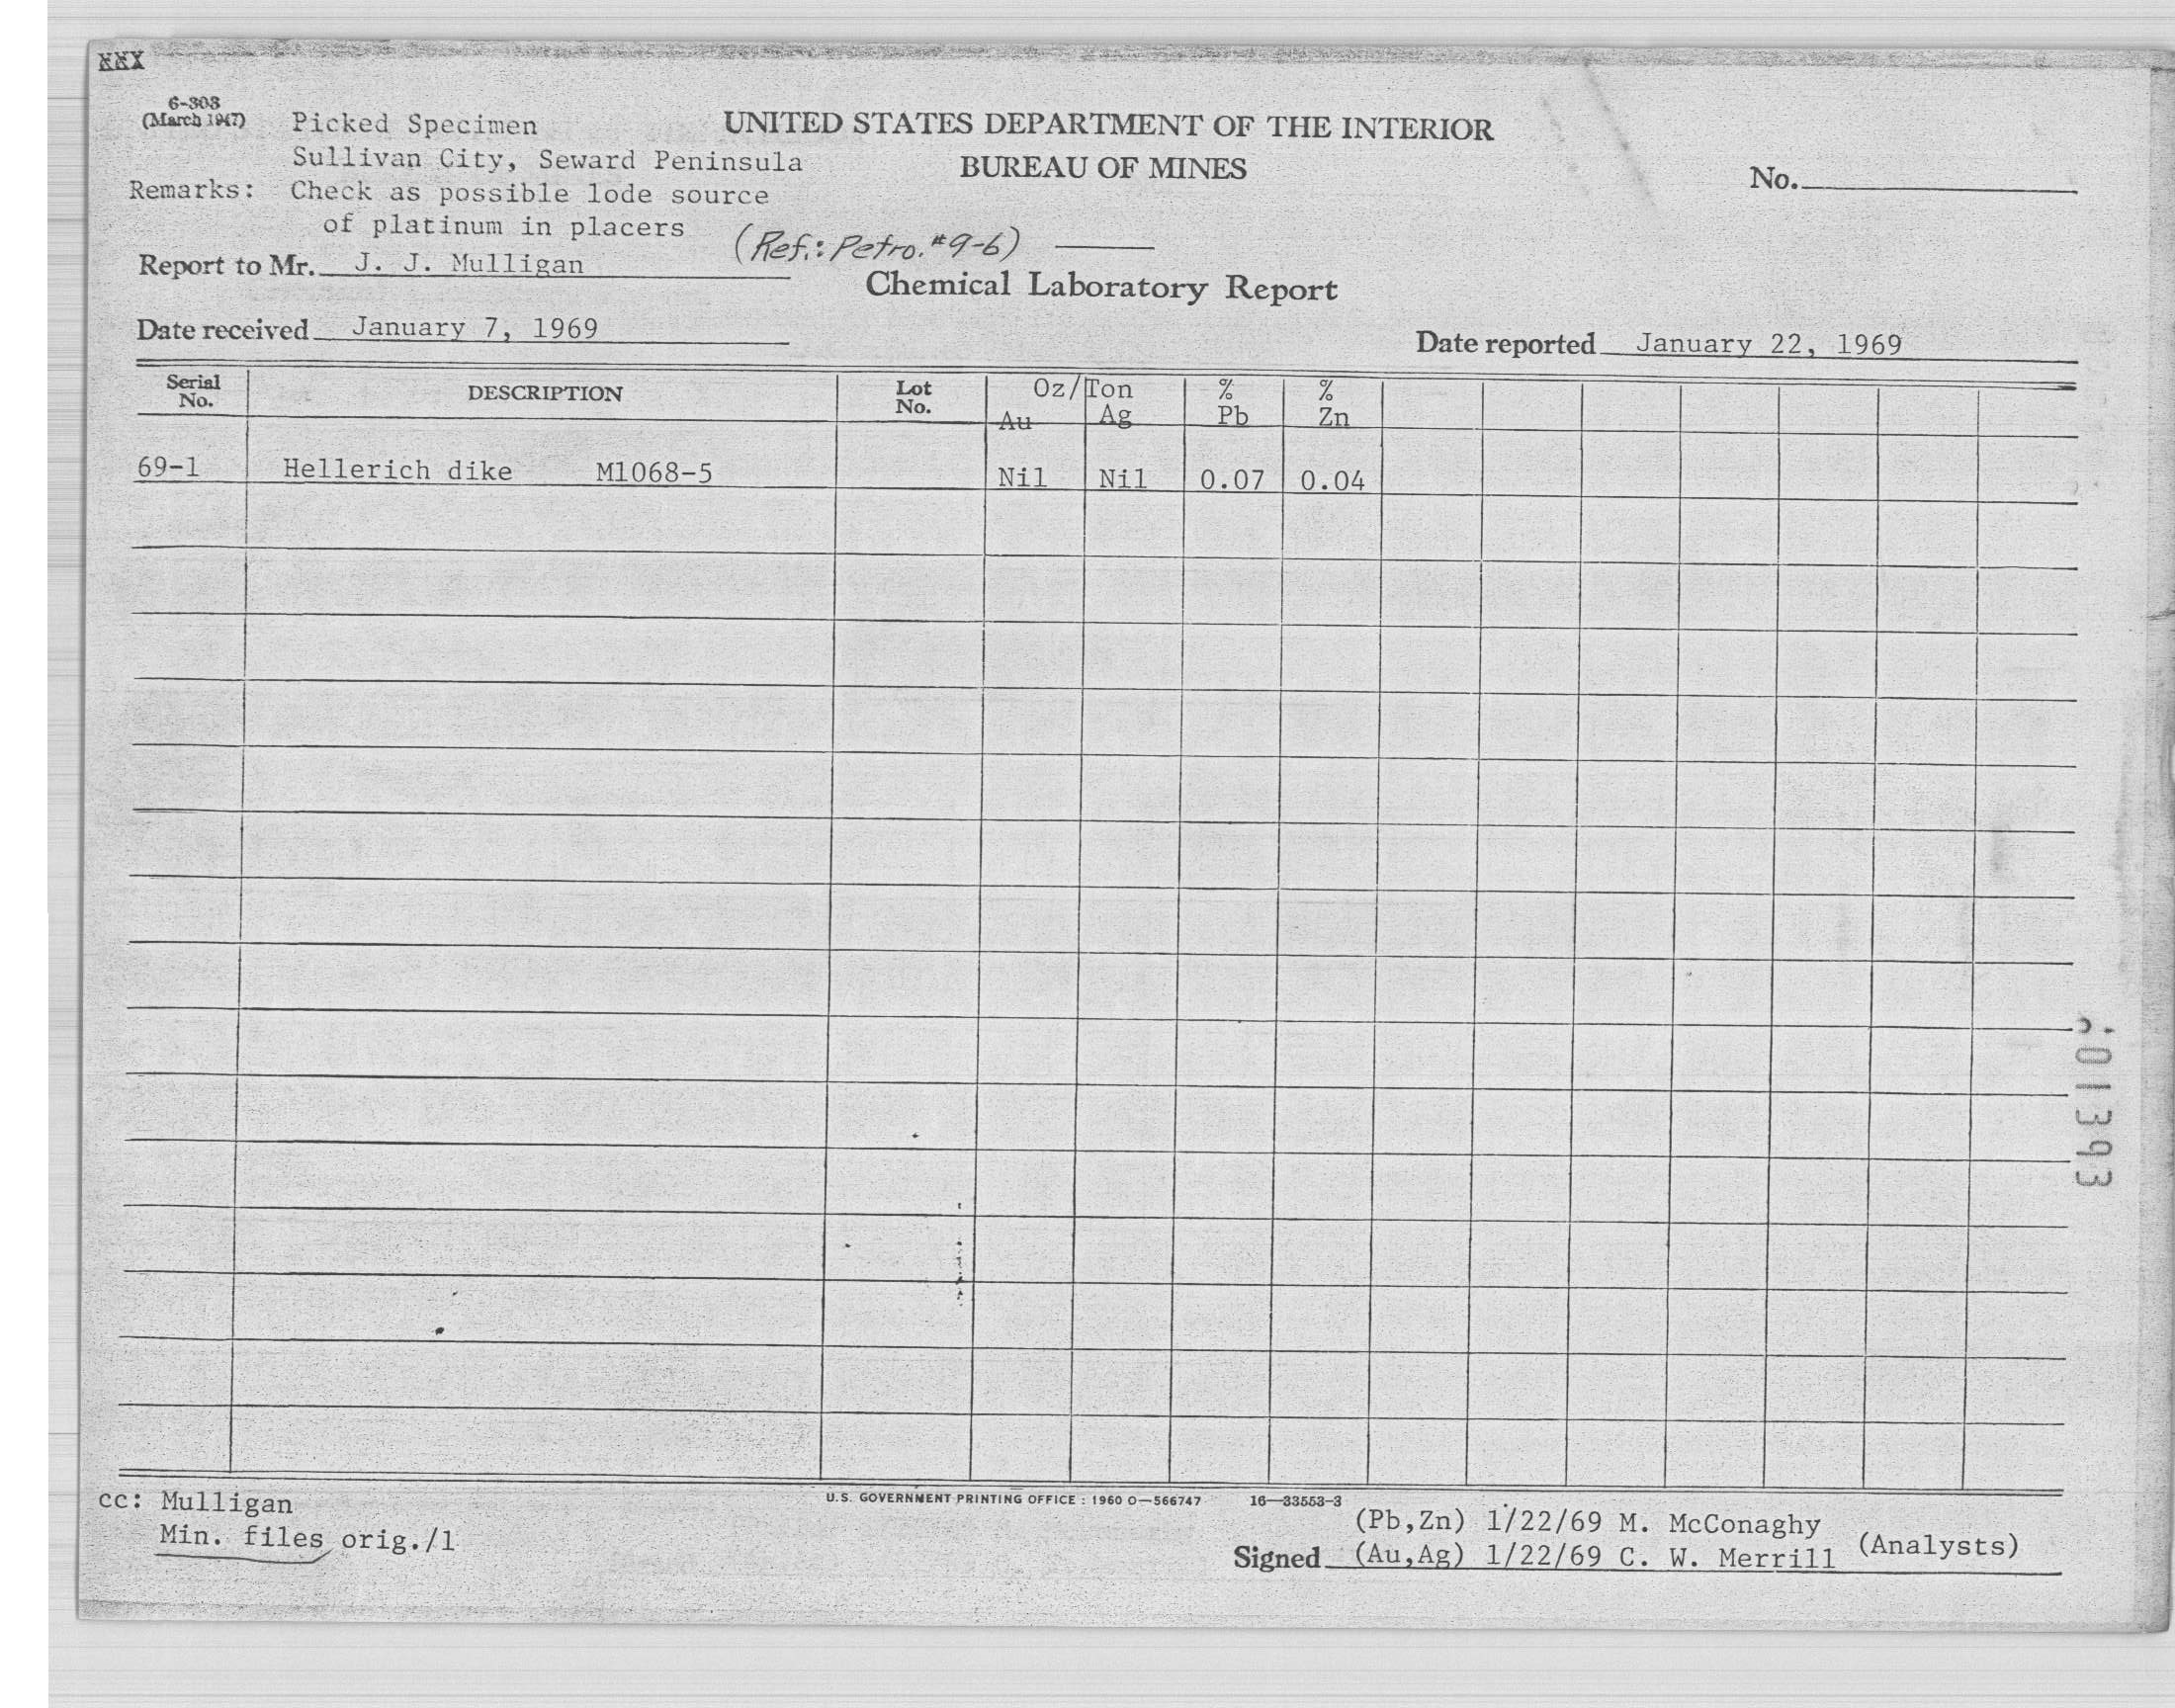 XXX
6-303
(March 1947)
Picked Specimen
Sullivan City, Seward Peninsula
Remarks: Check as possible lode source
of platinum in placers
UNITED STATES DEPARTMENT OF THE INTERIOR
BUREAU OF MINES
No.
(Ref.: Petro. #9-6)
Report to Mr. J. J. Mulligan
Chemical Laboratory Report
Date received January 7, 1969
Date reported January 22, 1969
Serial No. DESCRIPTION Lot No. Oz/Ton Au Ag % Pb % Zn
69-1 Hellerich dike M1068-5 Nil Nil 0.07 0.04
011393
cc: Mulligan
Min. files orig./1
U.S. GOVERNMENT PRINTING OFFICE : 1960 O—566747 16—33553-3
(Pb,Zn) 1/22/69 M. McConaghy
Signed (Au,Ag) 1/22/69 C. W. Merrill (Analysts)